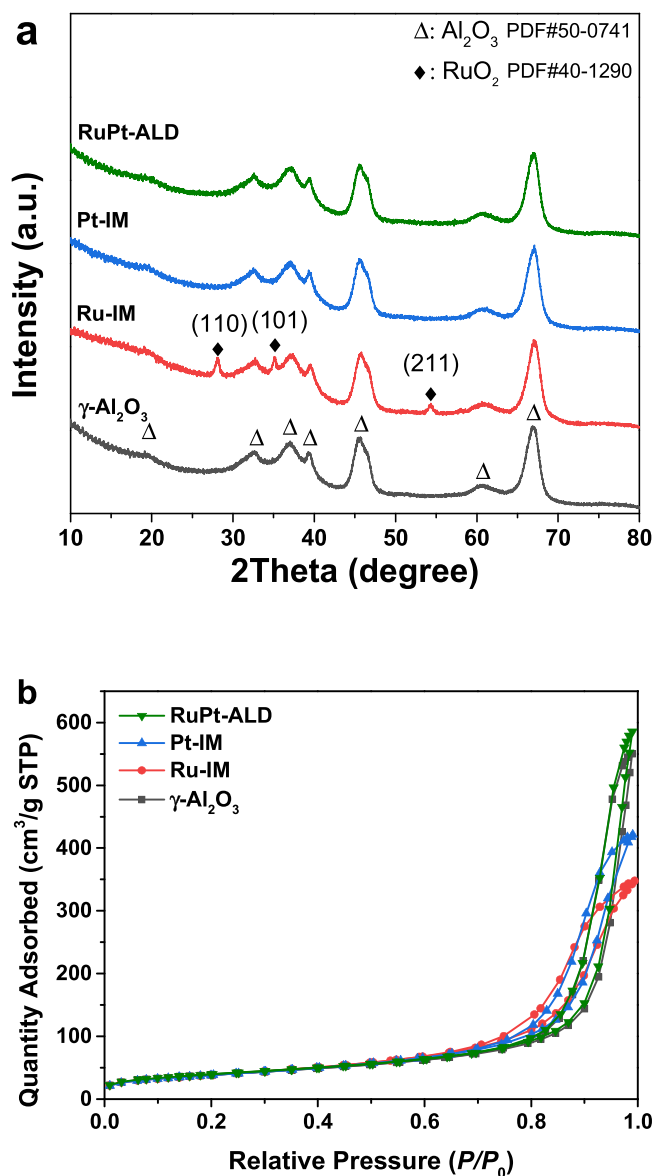 a
Δ: Al₂O₃ PDF#50-0741
♦: RuO₂ PDF#40-1290
RuPt-ALD
Pt-IM
Ru-IM
(110) (101)
(211)
γ-Al₂O₃
Δ Δ Δ Δ Δ Δ Δ
Intensity (a.u.)
10 20 30 40 50 60 70 80
2Theta (degree)
b
RuPt-ALD
Pt-IM
Ru-IM
γ-Al₂O₃
600
500
400
300
200
100
0
Quantity Adsorbed (cm³/g STP)
0.0 0.2 0.4 0.6 0.8 1.0
Relative Pressure (P/P₀)